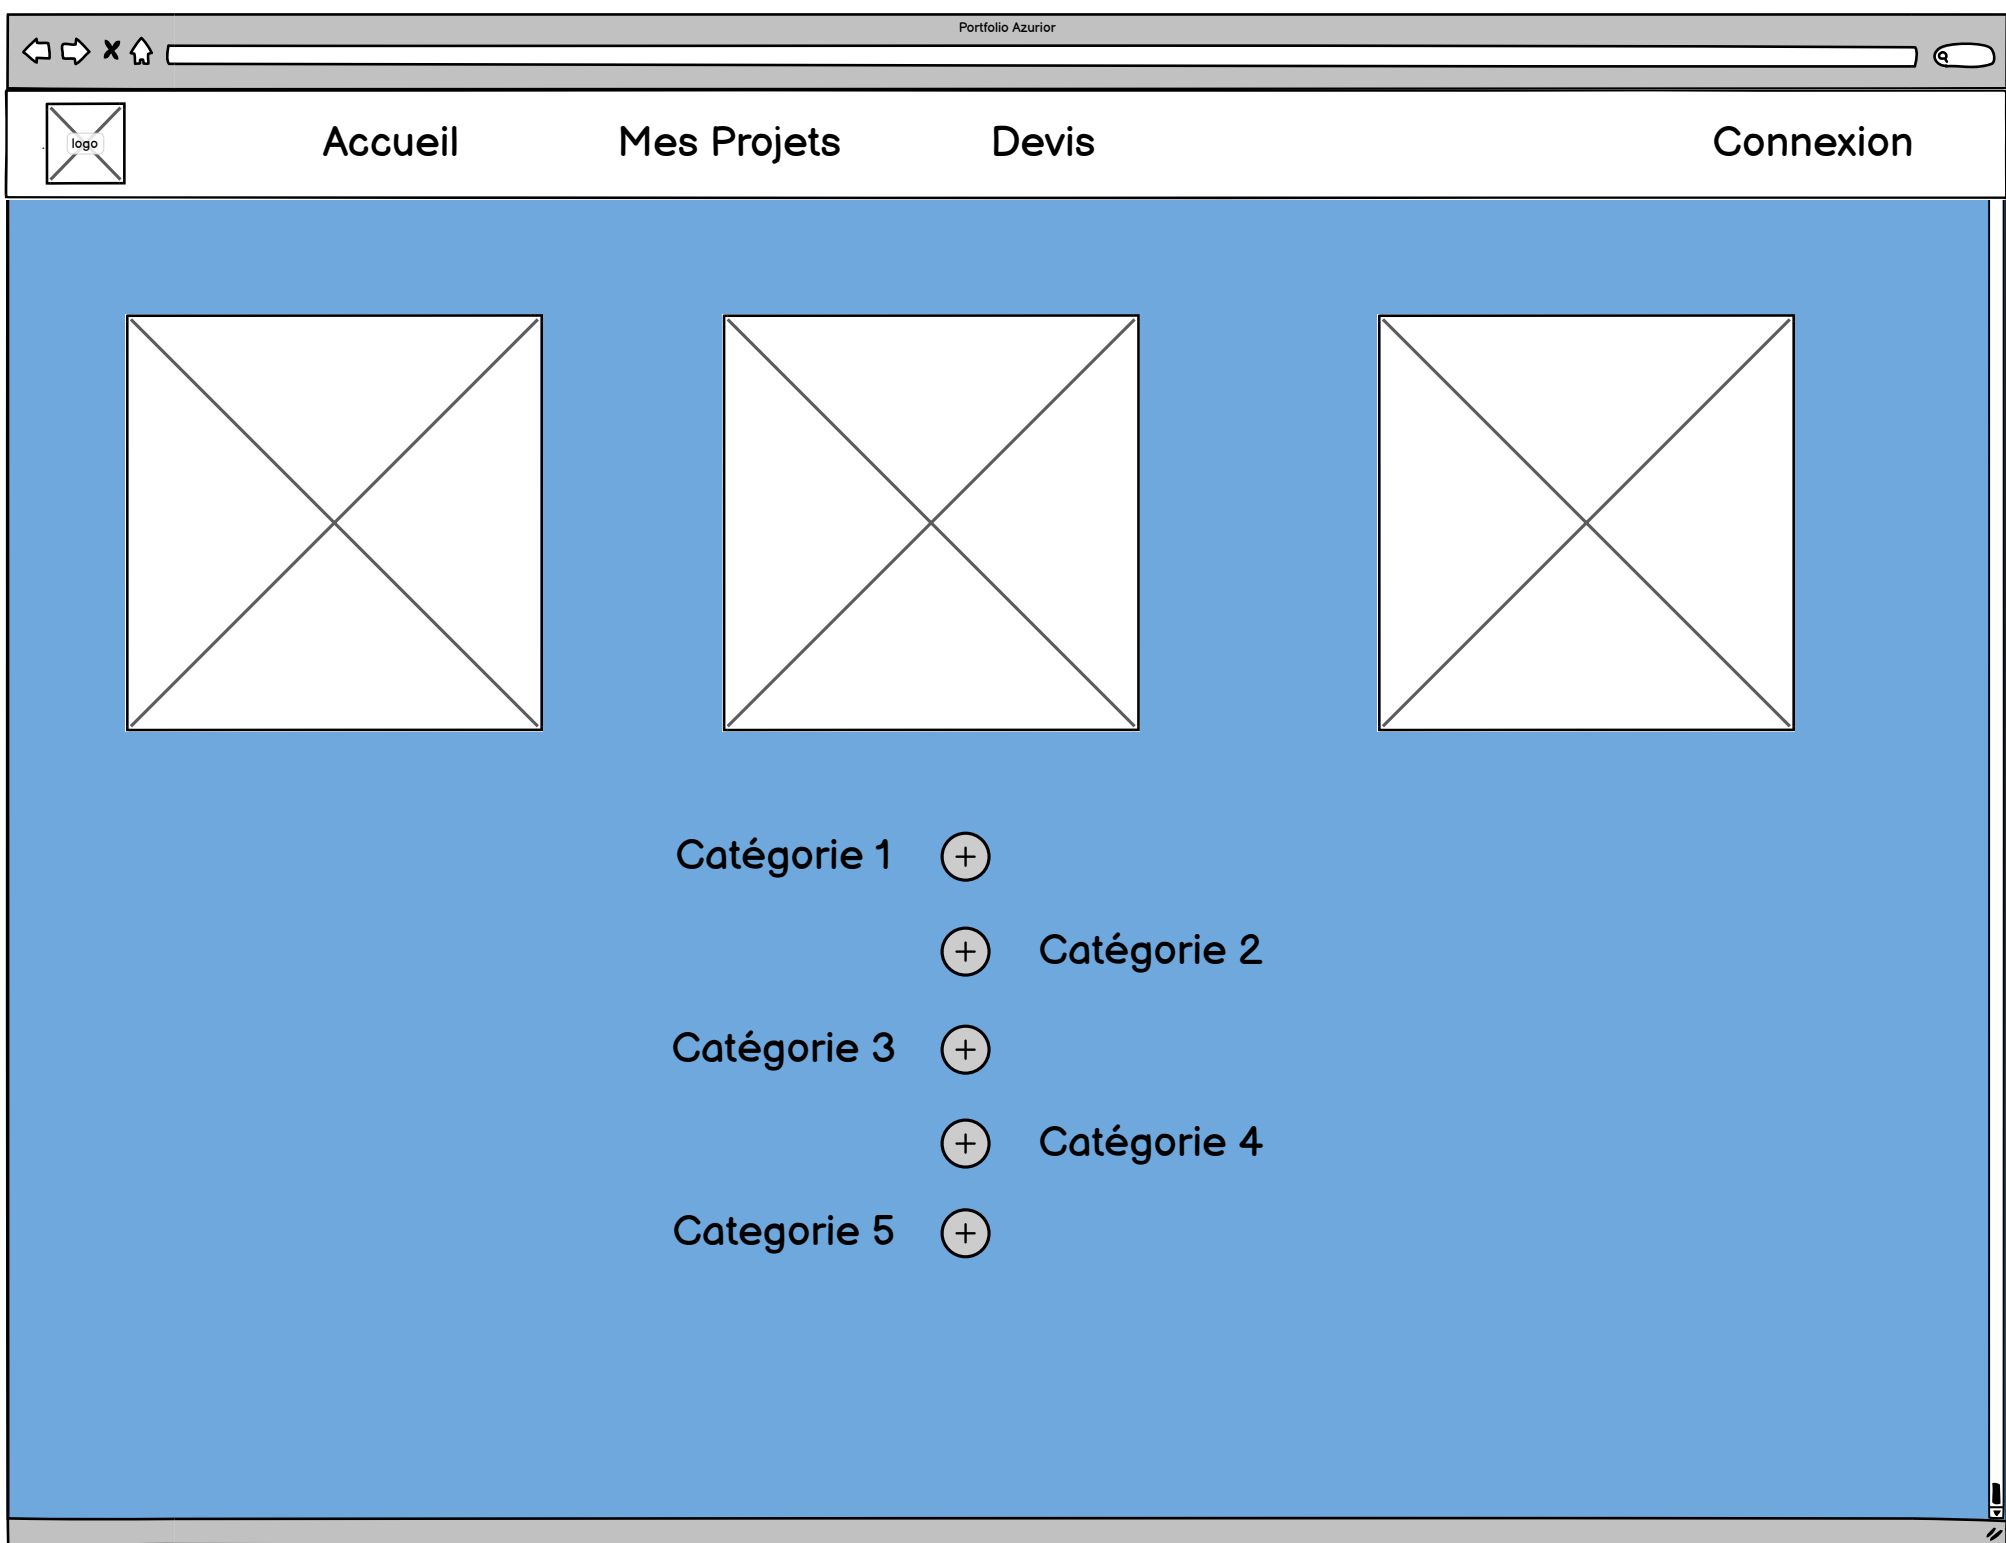 Portfolio Azurior
logo
Accueil
Mes Projets
Devis
Connexion
Catégorie 1
Catégorie 2
Catégorie 3
Catégorie 4
Categorie 5